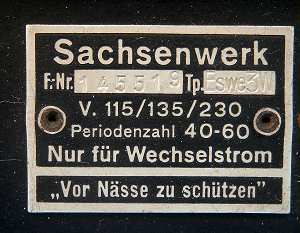 Sachsenwerk
F.-Nr. 145519 Tp. Eswe3W
V. 115/135/230
Periodenzahl 40-60
Nur für Wechselstrom
„Vor Nässe zu schützen”